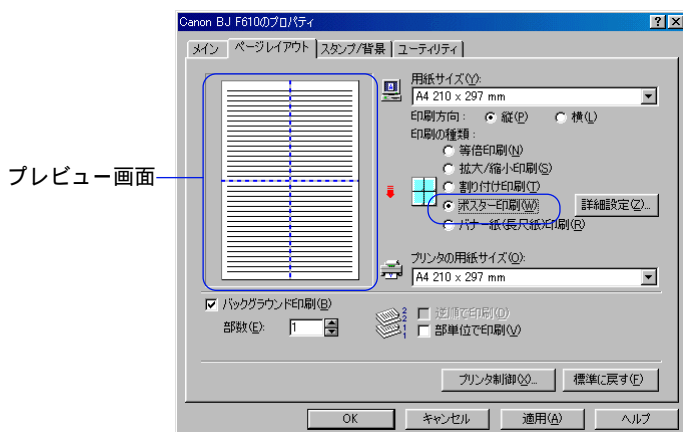 Canon BJ F610のプロパティ
メイン ページレイアウト スタンプ/背景 ユーティリティ
用紙サイズ(Y):
A4 210 x 297 mm
印刷方向: 縦(P) 横(L)
印刷の種類:
等倍印刷(N)
拡大/縮小印刷(S)
プレビュー画面
割り付け印刷(T)
ポスター印刷(W) 詳細設定(Z)...
バナー紙(長尺紙)印刷(R)
プリンタの用紙サイズ(O):
A4 210 x 297 mm
バックグラウンド印刷(B)
部数(E): 1
逆順で印刷(O)
部単位で印刷(V)
プリンタ制御(X)... 標準に戻す(F)
OK キャンセル 適用(A) ヘルプ